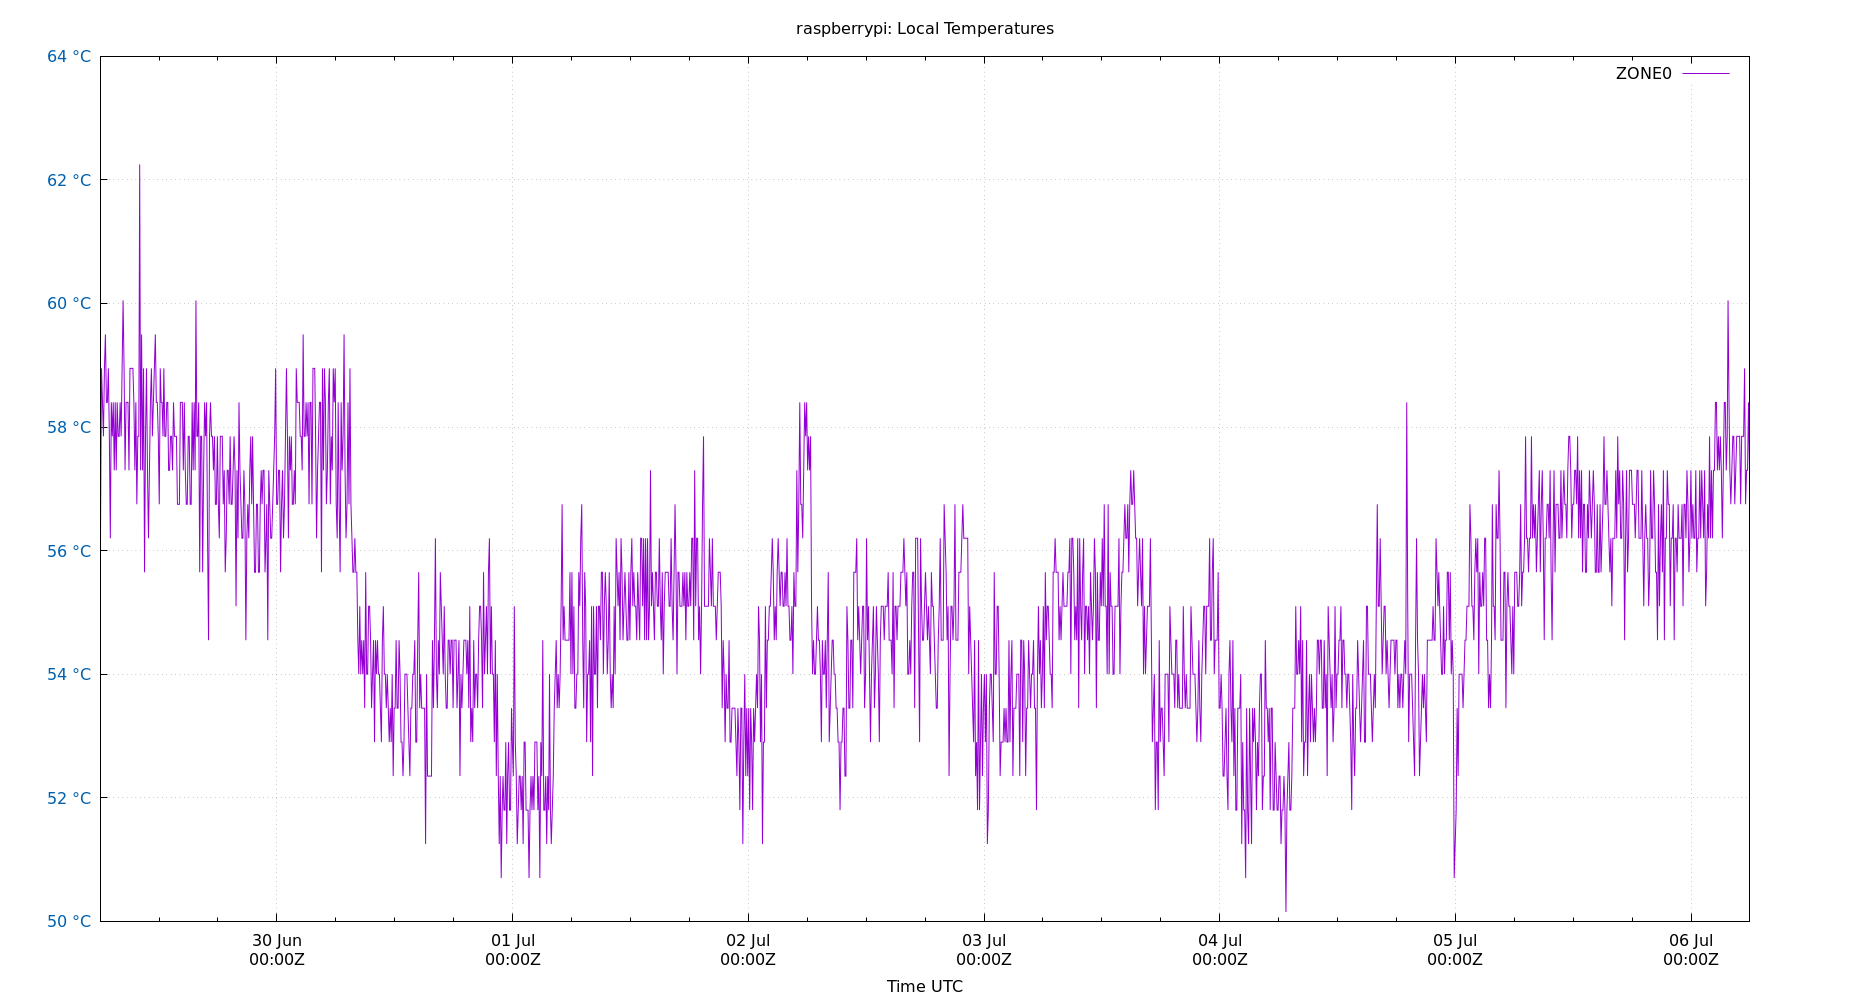 raspberrypi: Local Temperatures
64 °C
ZONE0
62 °C
60 °C
58 °C
56 °C
54 °C
52 °C
50 °C
30 Jun 01 Jul 02 Jul 03 Jul 04 Jul 05 Jul 06 Jul
00:00Z 00:00Z 00:00Z 00:00Z 00:00Z 00:00Z 00:00Z
Time UTC